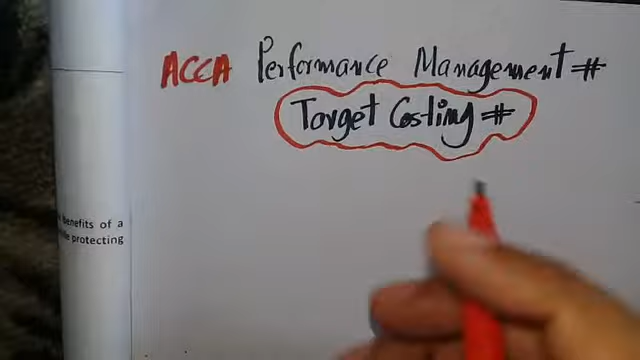 ACCA Performance Management #
Target Costing #
benefits of a
protecting